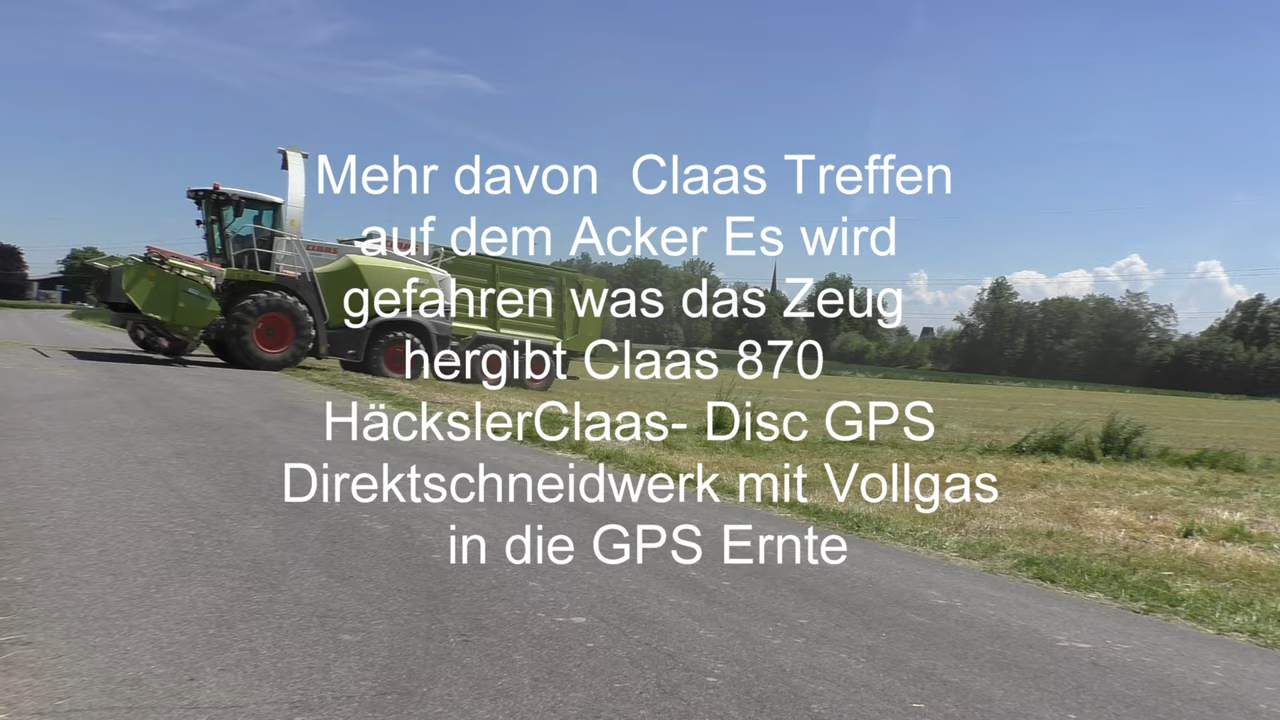 Mehr davon  Claas Treffen
auf dem Acker Es wird
gefahren was das Zeug
hergibt Claas 870
HäckslerClaas- Disc GPS
Direktschneidwerk mit Vollgas
in die GPS Ernte
CLAAS